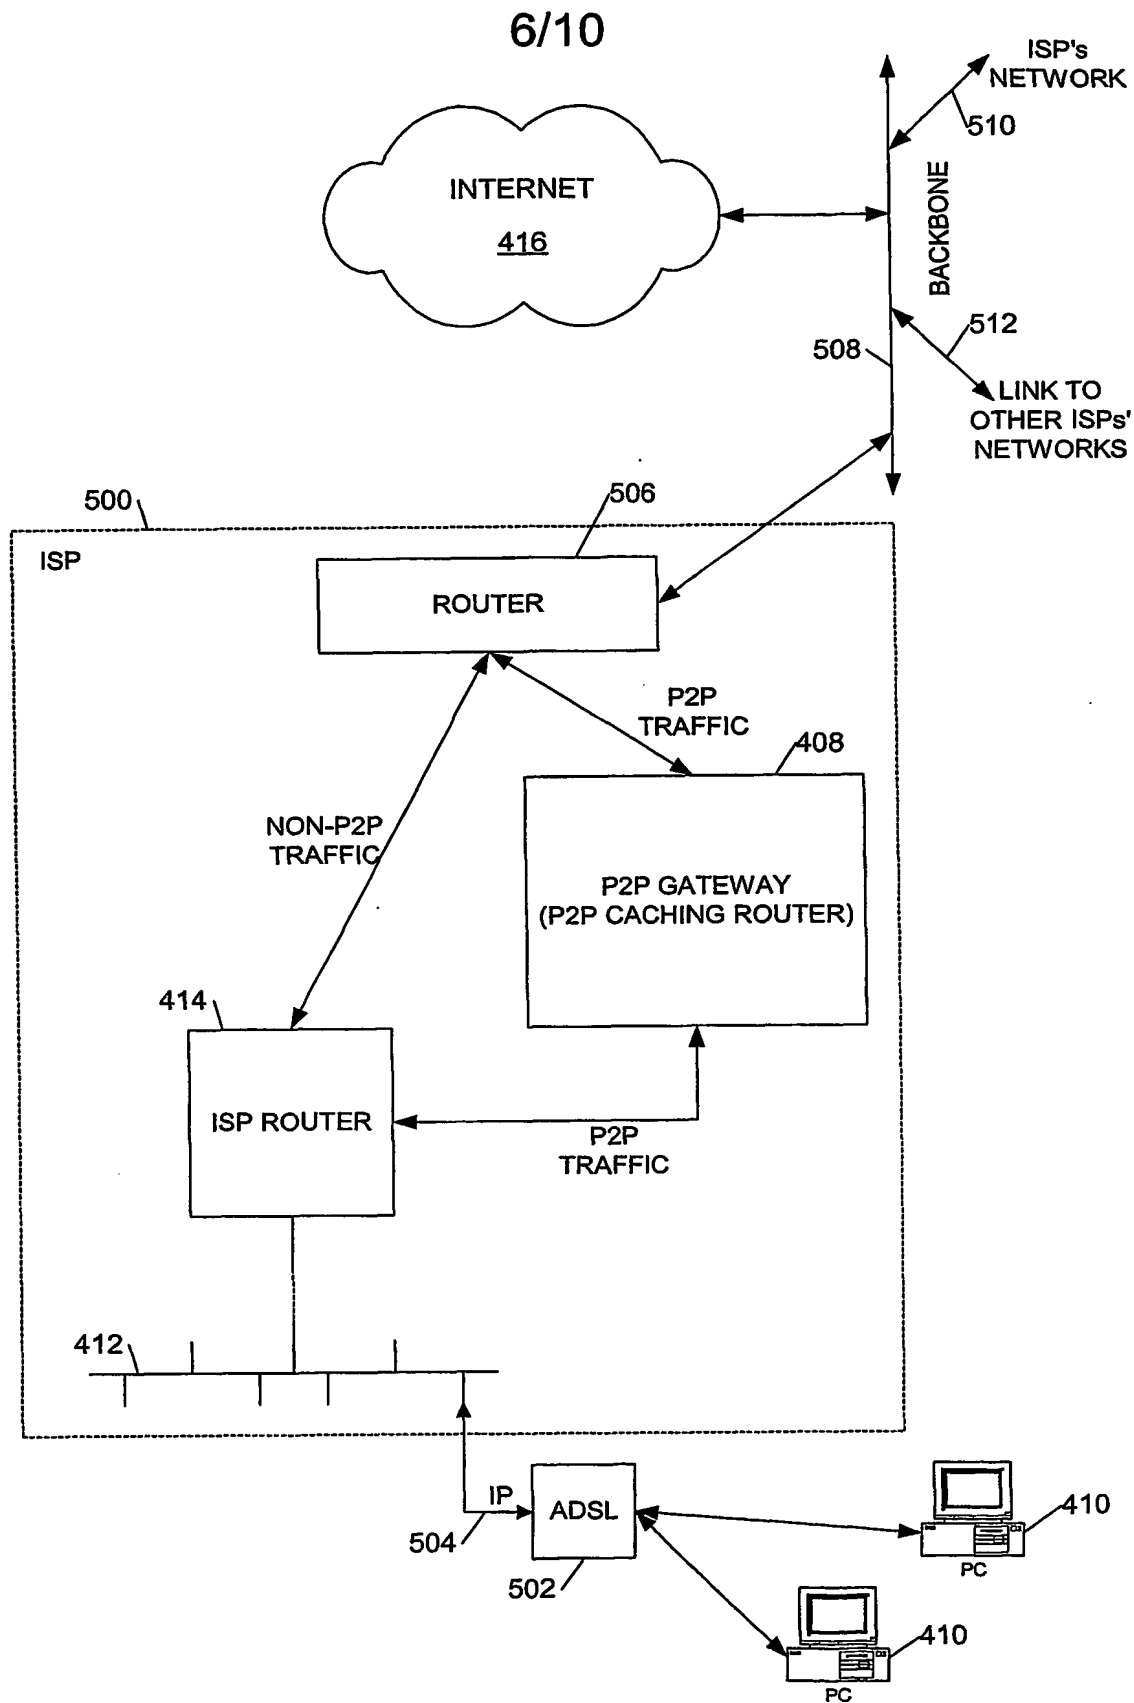 6/10
ISP's
NETWORK
510
INTERNET
416
BACKBONE
512
508
LINK TO
OTHER ISPs'
NETWORKS
500
506
ISP
ROUTER
P2P
TRAFFIC
408
NON-P2P
TRAFFIC
P2P GATEWAY
(P2P CACHING ROUTER)
414
ISP ROUTER
P2P
TRAFFIC
412
IP
ADSL
504
502
410
PC
410
PC